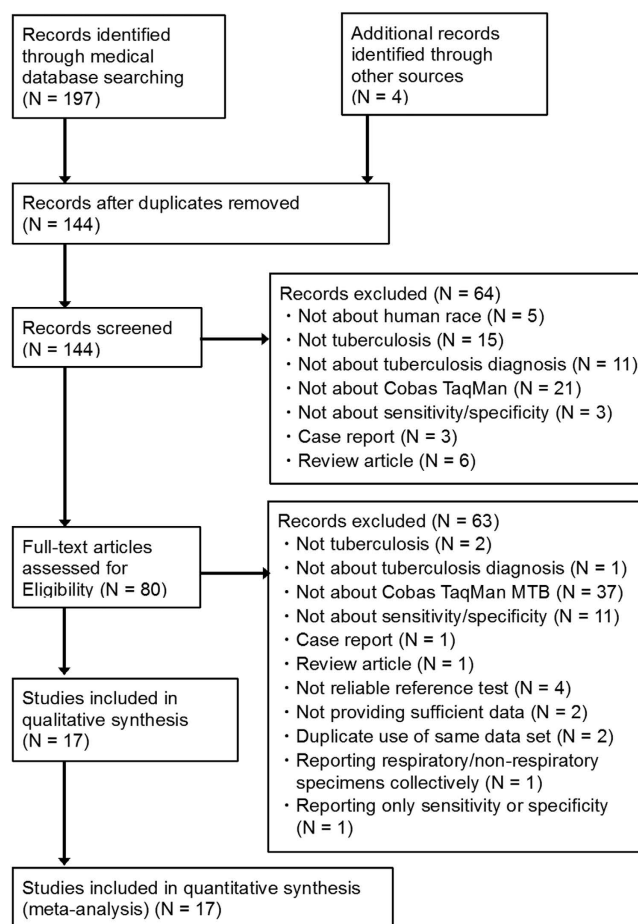 Records identified
through medical
database searching
(N = 197)
Additional records
identified through
other sources
(N = 4)
Records after duplicates removed
(N = 144)
Records screened
(N = 144)
Records excluded (N = 64)
・Not about human race (N = 5)
・Not tuberculosis (N = 15)
・Not about tuberculosis diagnosis (N = 11)
・Not about Cobas TaqMan (N = 21)
・Not about sensitivity/specificity (N = 3)
・Case report (N = 3)
・Review article (N = 6)
Full-text articles
assessed for
Eligibility (N = 80)
Records excluded (N = 63)
・Not tuberculosis (N = 2)
・Not about tuberculosis diagnosis (N = 1)
・Not about Cobas TaqMan MTB (N = 37)
・Not about sensitivity/specificity (N = 11)
・Case report (N = 1)
・Review article (N = 1)
・Not reliable reference test (N = 4)
・Not providing sufficient data (N = 2)
・Duplicate use of same data set (N = 2)
・Reporting respiratory/non-respiratory
specimens collectively (N = 1)
・Reporting only sensitivity or specificity
(N = 1)
Studies included in
qualitative synthesis
(N = 17)
Studies included in quantitative synthesis
(meta-analysis) (N = 17)